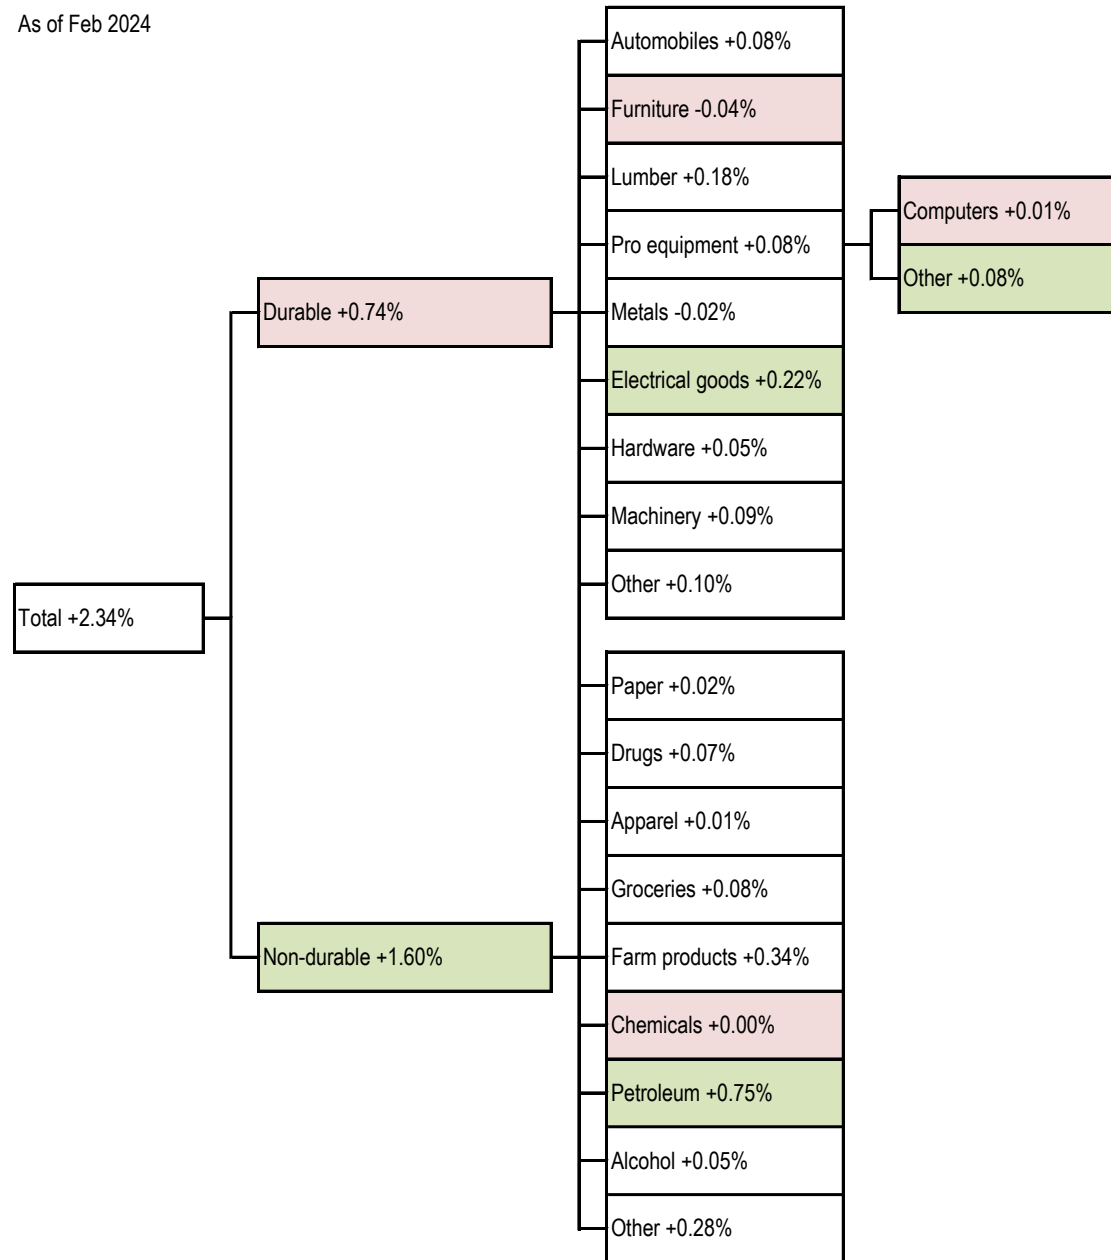 As of Feb 2024
Automobiles +0.08%
Furniture -0.04%
Lumber +0.18%
Pro equipment +0.08%
Computers +0.01%
Other +0.08%
Metals -0.02%
Durable +0.74%
Electrical goods +0.22%
Hardware +0.05%
Machinery +0.09%
Other +0.10%
Total +2.34%
Paper +0.02%
Drugs +0.07%
Apparel +0.01%
Groceries +0.08%
Non-durable +1.60%
Farm products +0.34%
Chemicals +0.00%
Petroleum +0.75%
Alcohol +0.05%
Other +0.28%